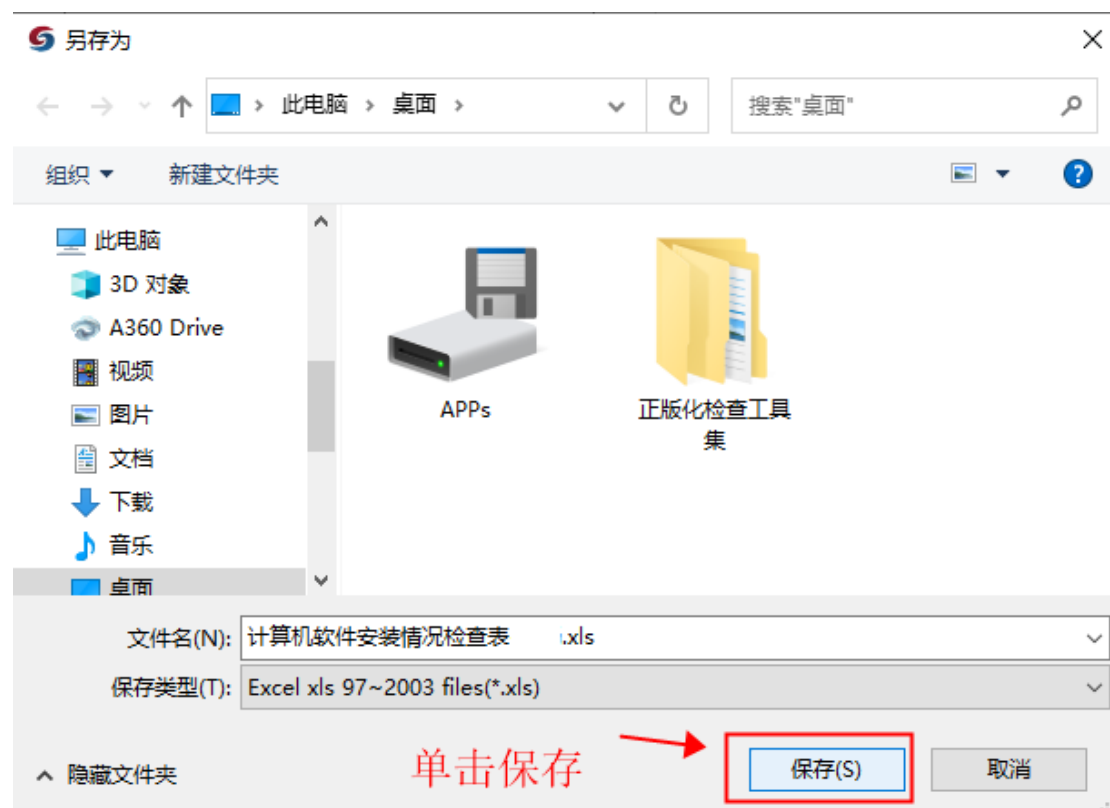 另存为
此电脑 › 桌面 ›
搜索"桌面"
组织
新建文件夹
此电脑
3D 对象
A360 Drive
视频
图片
文档
下载
音乐
桌面
APPs
正版化检查工具
集
文件名(N): 计算机软件安装情况检查表 .xls
保存类型(T): Excel xls 97~2003 files(*.xls)
单击保存
隐藏文件夹
保存(S)
取消